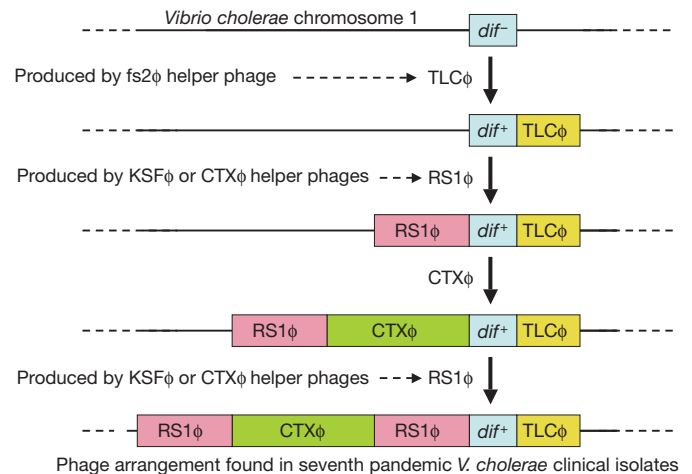 Vibrio cholerae chromosome 1
dif⁻
Produced by fs2ϕ helper phage
TLCϕ
dif⁺ TLCϕ
Produced by KSFϕ or CTXϕ helper phages
RS1ϕ
RS1ϕ dif⁺ TLCϕ
CTXϕ
RS1ϕ CTXϕ dif⁺ TLCϕ
Produced by KSFϕ or CTXϕ helper phages
RS1ϕ
RS1ϕ CTXϕ RS1ϕ dif⁺ TLCϕ
Phage arrangement found in seventh pandemic V. cholerae clinical isolates